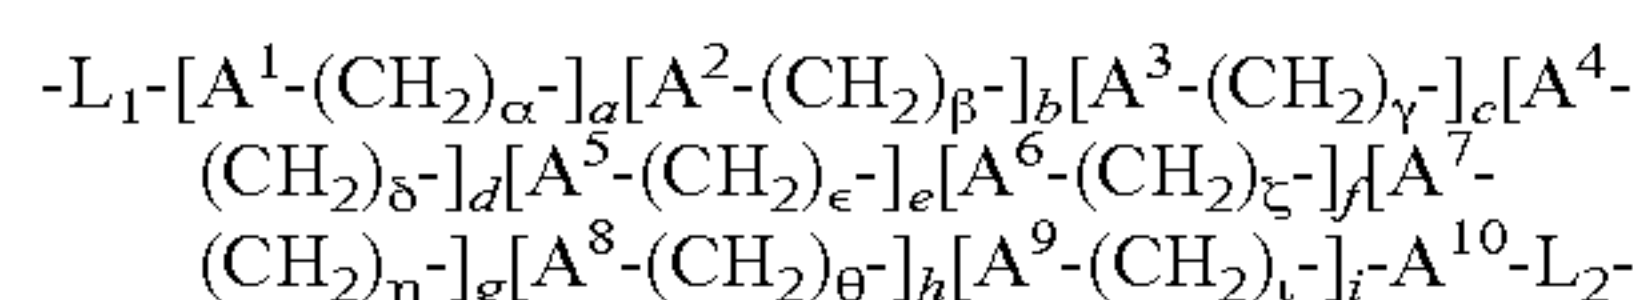 -L₁-[A¹-(CH₂)α-]a[A²-(CH₂)β-]b[A³-(CH₂)γ-]c[A⁴-
(CH₂)δ-]d[A⁵-(CH₂)ϵ-]e[A⁶-(CH₂)ζ-]f[A⁷-
(CH₂)η-]g[A⁸-(CH₂)θ-]h[A⁹-(CH₂)ι-]i-A¹⁰-L₂-